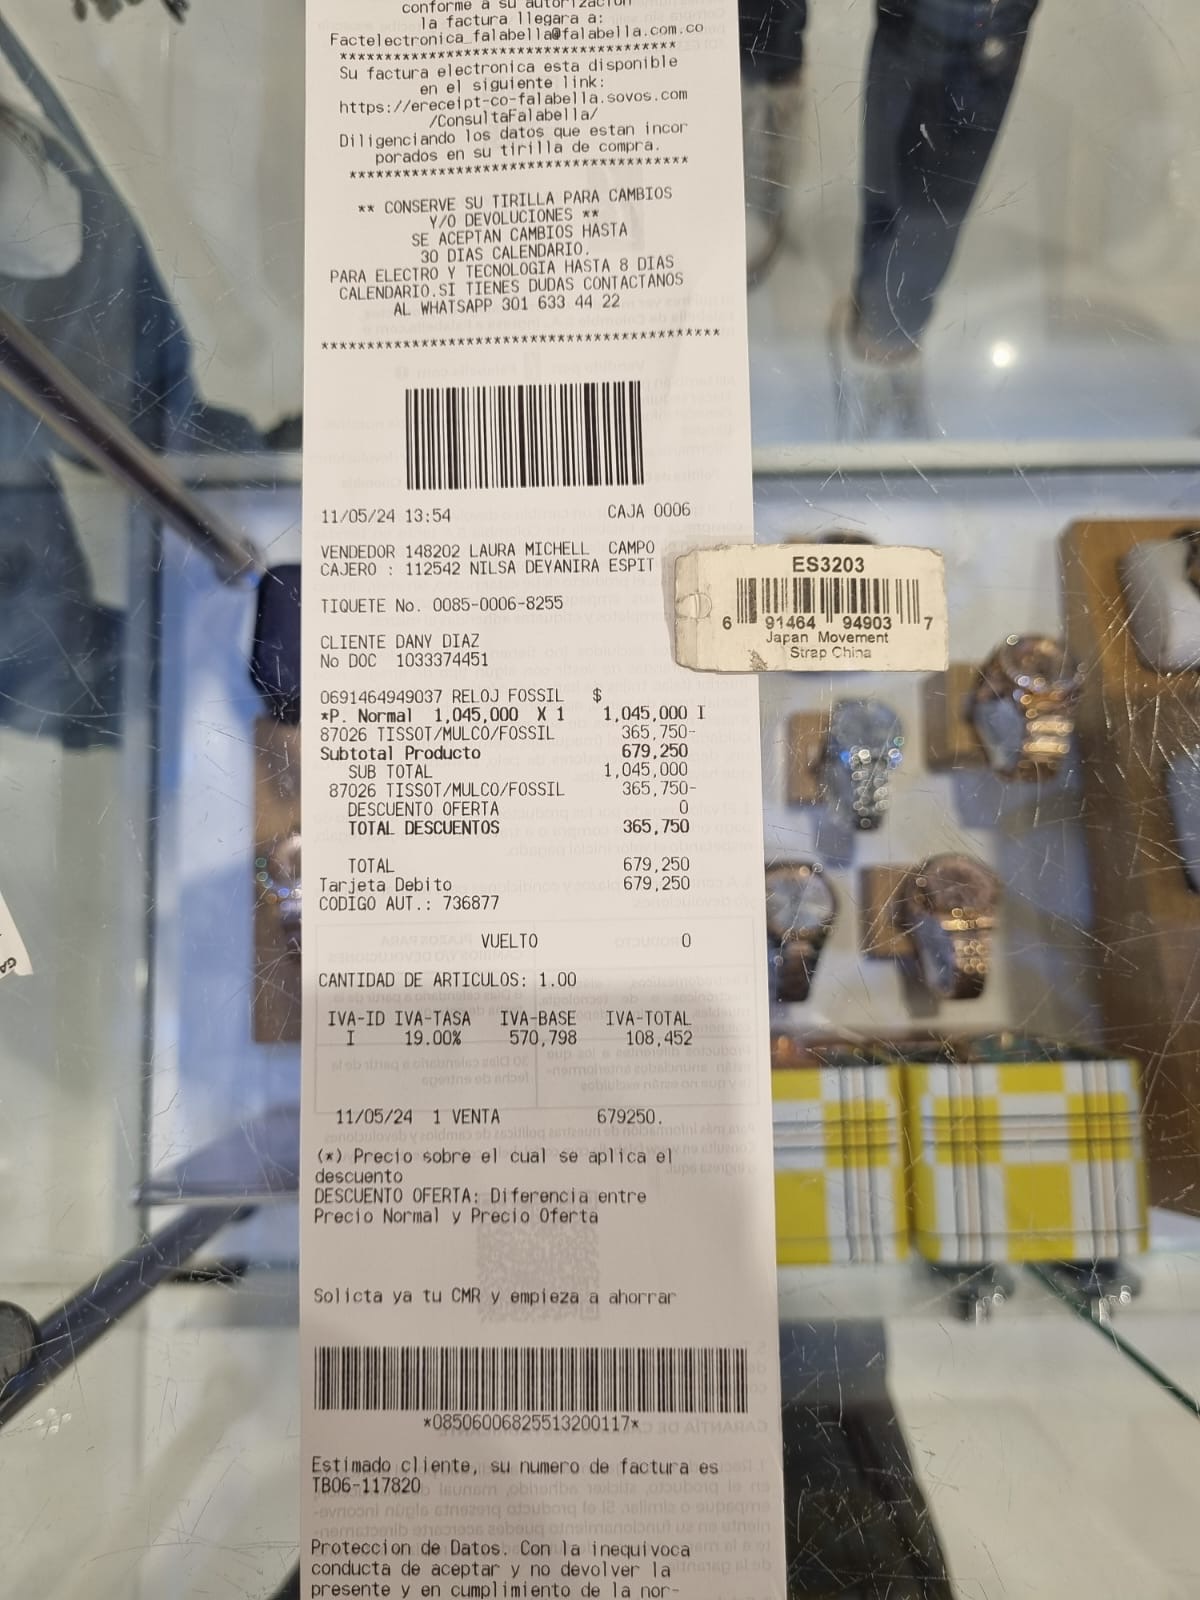 conforme a su autorizacion
la factura llegara a:
Factelectronica_falabella@falabella.com.co
****************************************
Su factura electronica esta disponible
en el siguiente link:
https://ereceipt-co-falabella.sovos.com
/ConsultaFalabella/
Diligenciando los datos que estan incor
porados en su tirilla de compra.
****************************************
** CONSERVE SU TIRILLA PARA CAMBIOS
Y/O DEVOLUCIONES **
SE ACEPTAN CAMBIOS HASTA
30 DIAS CALENDARIO.
PARA ELECTRO Y TECNOLOGIA HASTA 8 DIAS
CALENDARIO.SI TIENES DUDAS CONTACTANOS
AL WHATSAPP 301 633 44 22
********************************************
11/05/24 13:54 CAJA 0006
VENDEDOR 148202 LAURA MICHELL CAMPO
CAJERO : 112542 NILSA DEYANIRA ESPIT
TIQUETE No. 0085-0006-8255
CLIENTE DANY DIAZ
No DOC 1033374451
0691464949037 RELOJ FOSSIL $
*P. Normal 1,045,000 X 1 1,045,000 I
87026 TISSOT/MULCO/FOSSIL 365,750-
Subtotal Producto 679,250
SUB TOTAL 1,045,000
87026 TISSOT/MULCO/FOSSIL 365,750-
DESCUENTO OFERTA 0
TOTAL DESCUENTOS 365,750
TOTAL 679,250
Tarjeta Debito 679,250
CODIGO AUT.: 736877
VUELTO 0
CANTIDAD DE ARTICULOS: 1.00
IVA-ID IVA-TASA IVA-BASE IVA-TOTAL
I 19.00% 570,798 108,452
11/05/24 1 VENTA 679250.
(*) Precio sobre el cual se aplica el
descuento
DESCUENTO OFERTA: Diferencia entre
Precio Normal y Precio Oferta
Solicta ya tu CMR y empieza a ahorrar
*08506006825513200117*
Estimado cliente, su numero de factura es
TB06-117820
Proteccion de Datos. Con la inequivoca
conducta de aceptar y no devolver la
presente y en cumplimiento de la nor-
ES3203
6 91464 94903 7
Japan Movement
Strap China